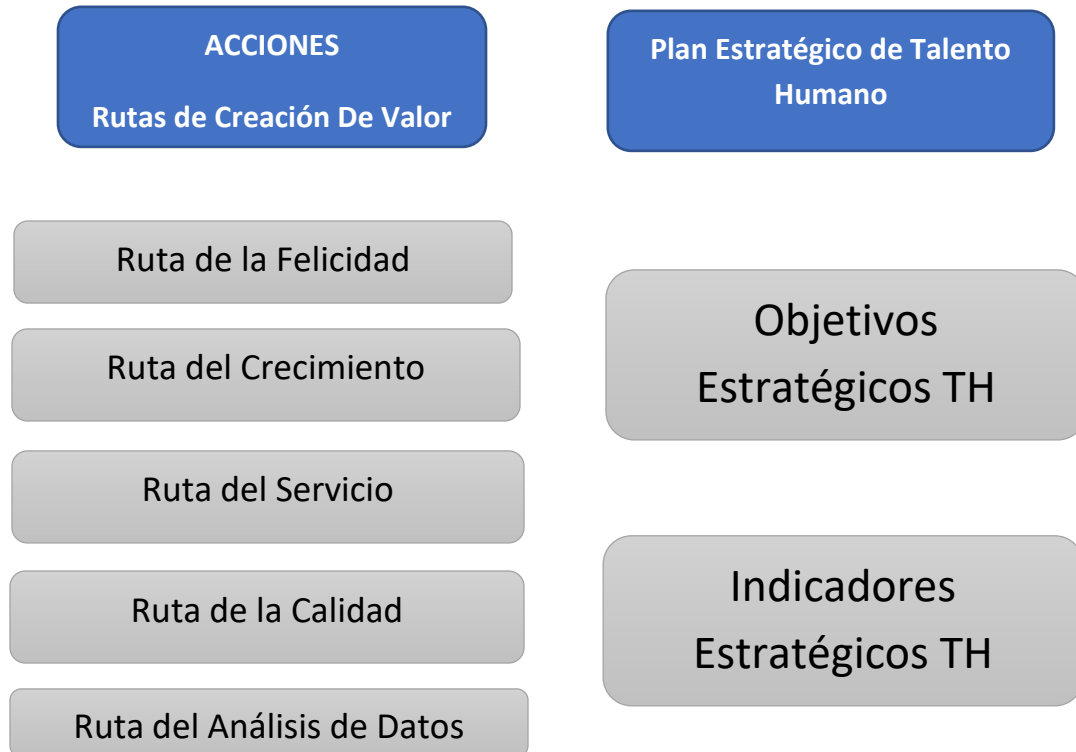 ACCIONES
Rutas de Creación De Valor
Ruta de la Felicidad
Ruta del Crecimiento
Ruta del Servicio
Ruta de la Calidad
Ruta del Análisis de Datos
Plan Estratégico de Talento
Humano
Objetivos
Estratégicos TH
Indicadores
Estratégicos TH